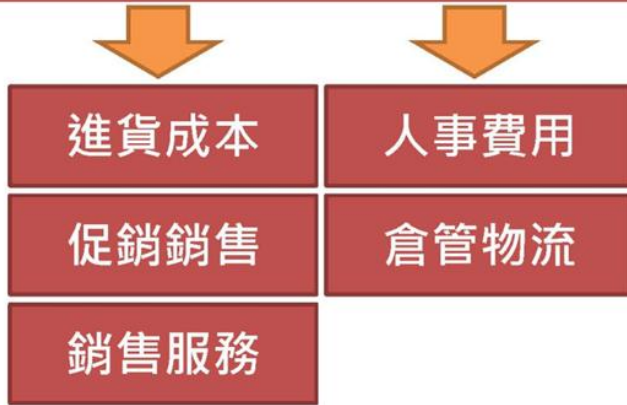 進貨成本
人事費用
促銷銷售
倉管物流
銷售服務